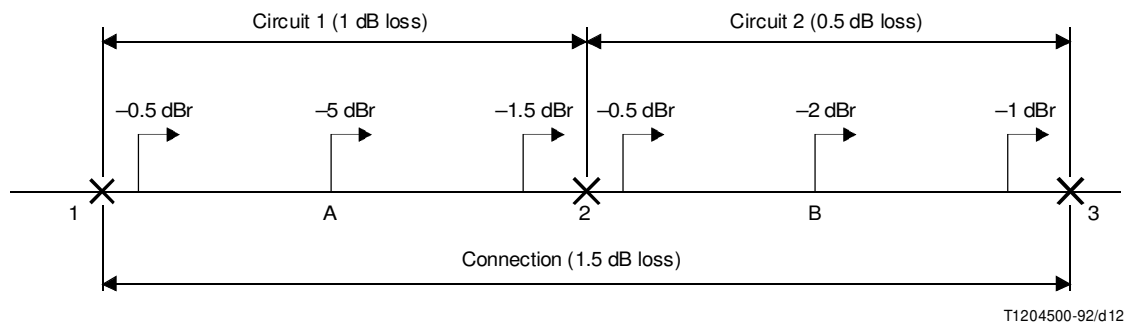 Circuit 1 (1 dB loss)
Circuit 2 (0.5 dB loss)
–0.5 dBr
–5 dBr
–1.5 dBr
–0.5 dBr
–2 dBr
–1 dBr
1
A
2
B
3
Connection (1.5 dB loss)
T1204500-92/d12